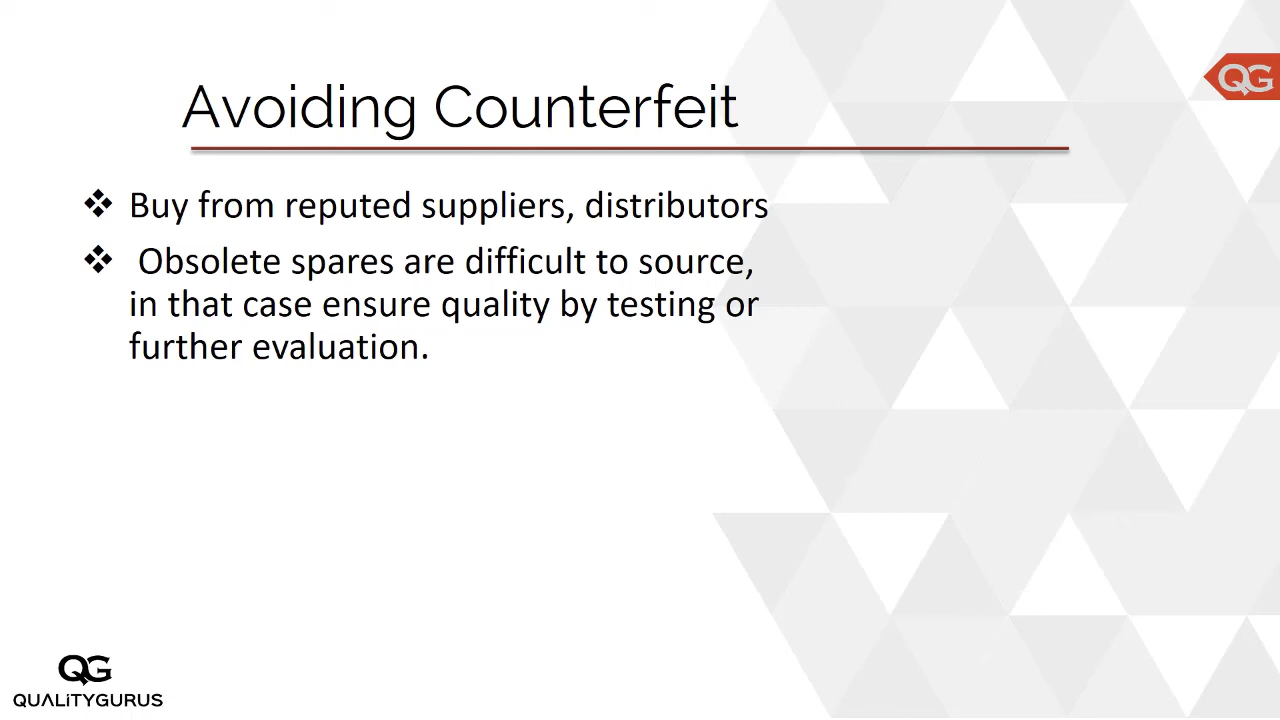 QG
Avoiding Counterfeit
❖ Buy from reputed suppliers, distributors
❖ Obsolete spares are difficult to source,
in that case ensure quality by testing or
further evaluation.
QG
QUALiTYGURUS